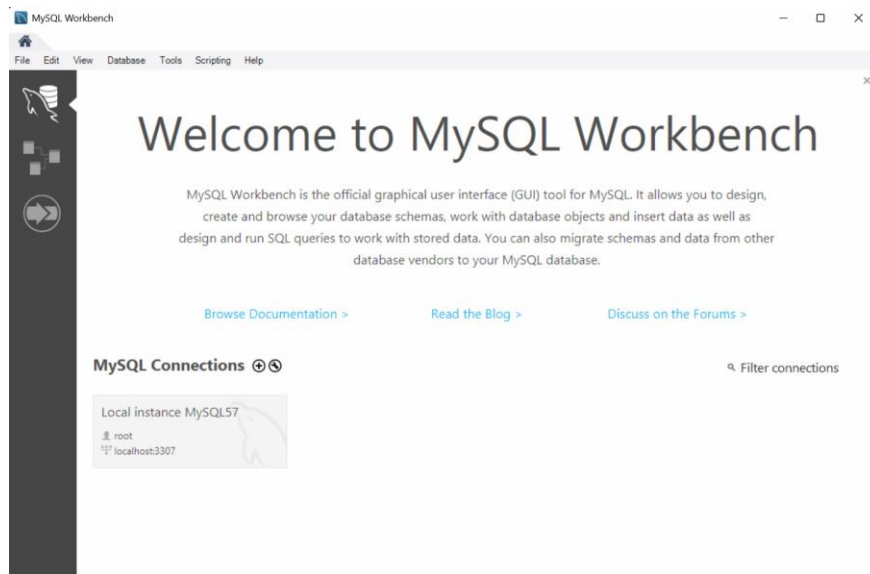 MySQL Workbench
File Edit View Database Tools Scripting Help
Welcome to MySQL Workbench
MySQL Workbench is the official graphical user interface (GUI) tool for MySQL. It allows you to design,
create and browse your database schemas, work with database objects and insert data as well as
design and run SQL queries to work with stored data. You can also migrate schemas and data from other
database vendors to your MySQL database.
Browse Documentation > Read the Blog > Discuss on the Forums >
MySQL Connections Filter connections
Local instance MySQL57
root
localhost:3307